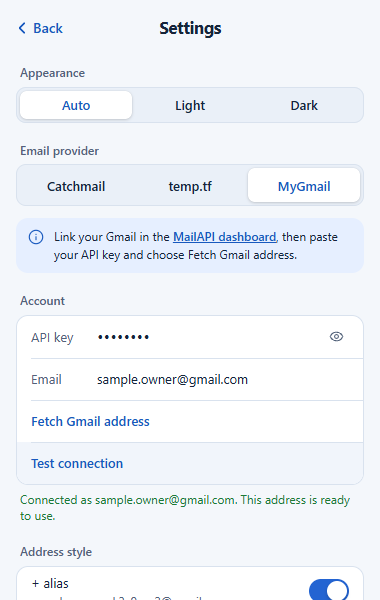 Back
Settings
Appearance
Auto
Light
Dark
Email provider
Catchmail
temp.tf
MyGmail
Link your Gmail in the MailAPI dashboard, then paste
your API key and choose Fetch Gmail address.
Account
API key ••••••••
Email sample.owner@gmail.com
Fetch Gmail address
Test connection
Connected as sample.owner@gmail.com. This address is ready
to use.
Address style
+ alias